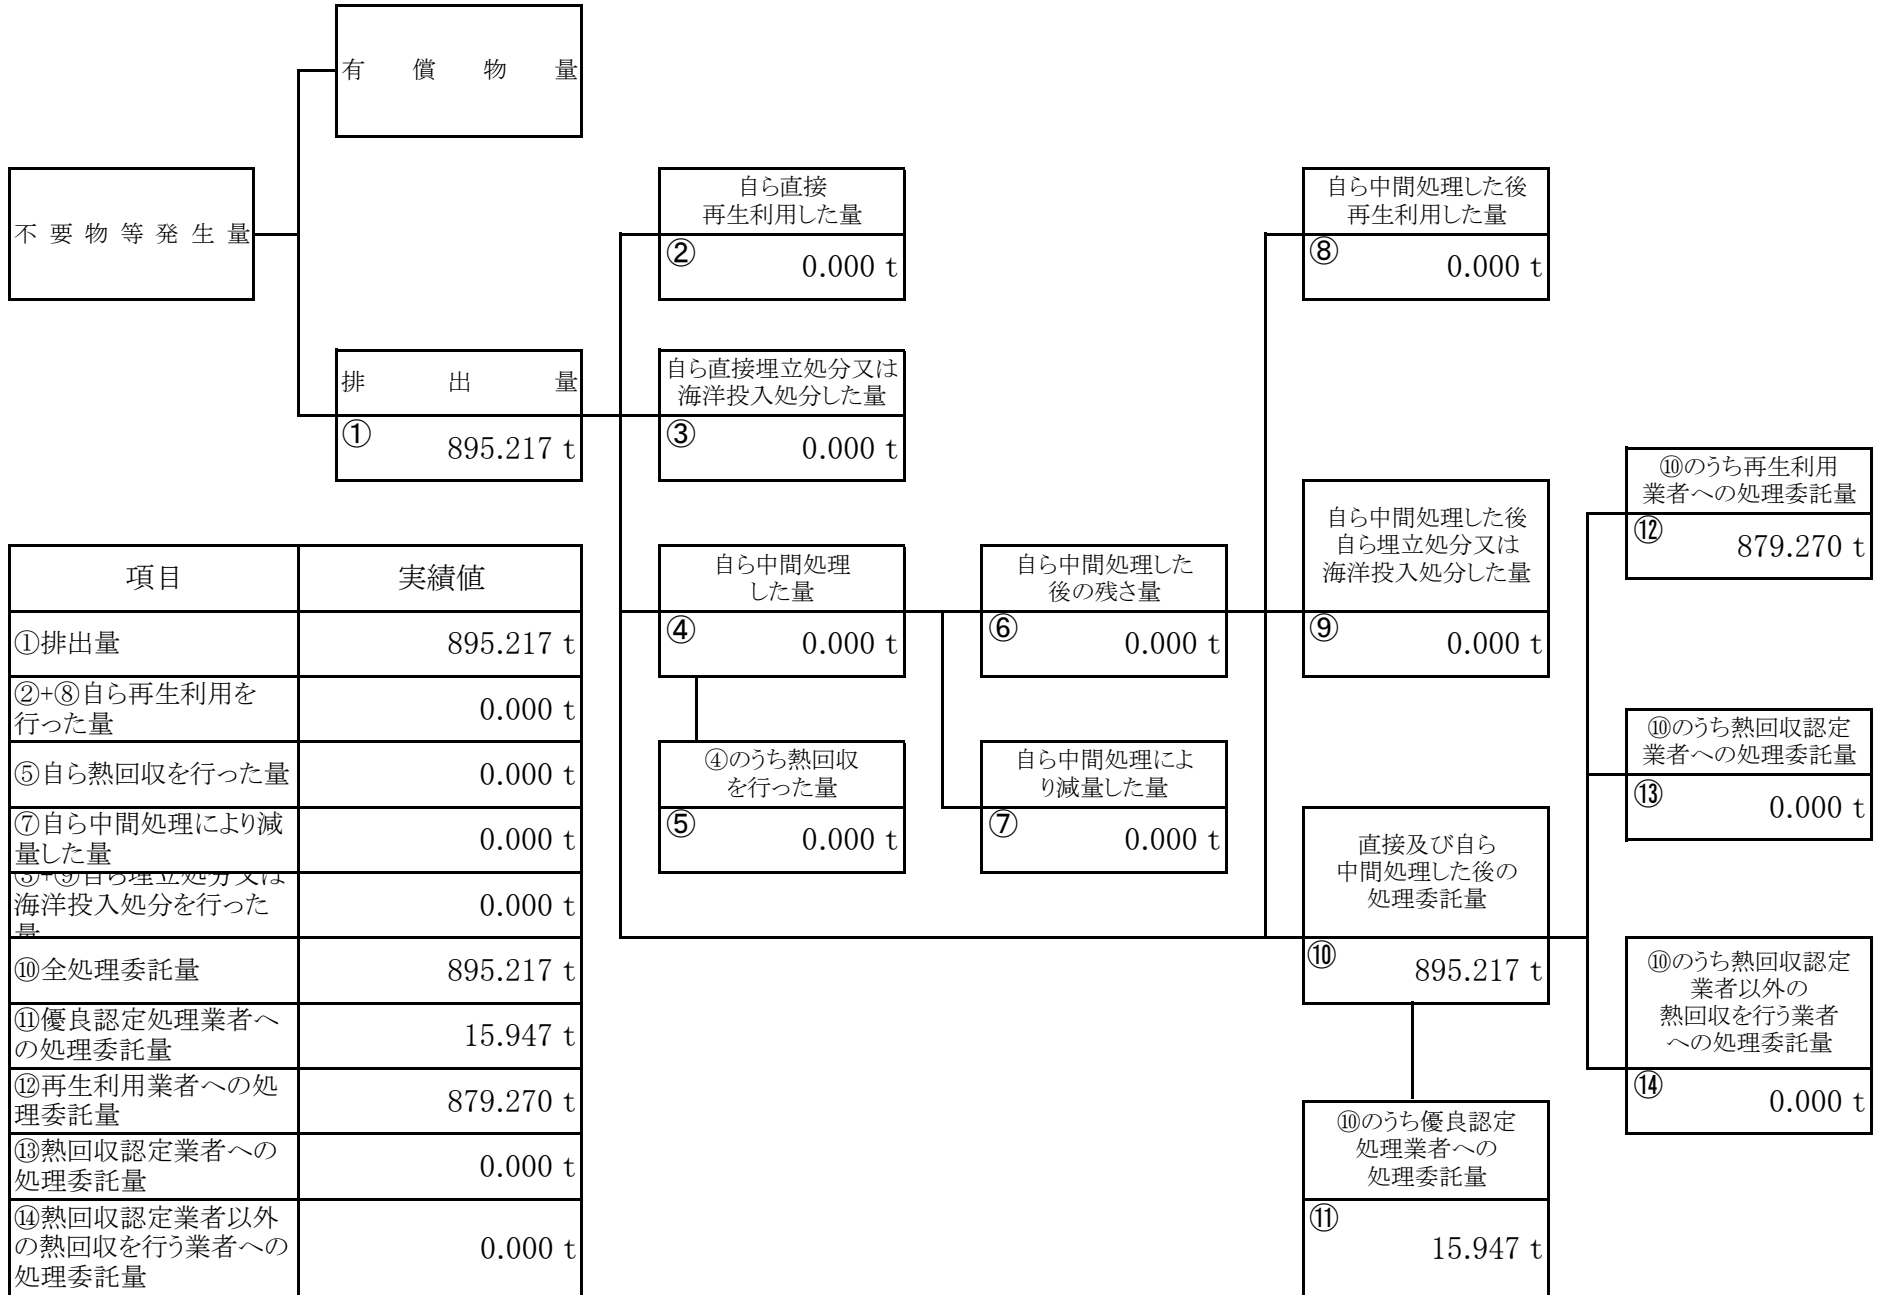 有償物量
不要物等発生量
排出量
①
895.217 t
自ら直接
再生利用した量
②
0.000 t
自ら直接埋立処分又は
海洋投入処分した量
③
0.000 t
自ら中間処理
した量
④
0.000 t
④のうち熱回収
を行った量
⑤
0.000 t
自ら中間処理した
後の残さ量
⑥
0.000 t
自ら中間処理によ
り減量した量
⑦
0.000 t
自ら中間処理した後
再生利用した量
⑧
0.000 t
自ら中間処理した後
自ら埋立処分又は
海洋投入処分した量
⑨
0.000 t
直接及び自ら
中間処理した後の
処理委託量
⑩
895.217 t
⑩のうち優良認定
処理業者への
処理委託量
⑪
15.947 t
⑩のうち再生利用
業者への処理委託量
⑫
879.270 t
⑩のうち熱回収認定
業者への処理委託量
⑬
0.000 t
⑩のうち熱回収認定
業者以外の
熱回収を行う業者
への処理委託量
⑭
0.000 t
項目 実績値
①排出量 895.217 t
②+⑧自ら再生利用を
行った量 0.000 t
⑤自ら熱回収を行った量 0.000 t
⑦自ら中間処理により減
量した量 0.000 t
③+⑨自ら埋立処分又は
海洋投入処分を行った
量 0.000 t
⑩全処理委託量 895.217 t
⑪優良認定処理業者へ
の処理委託量 15.947 t
⑫再生利用業者への処
理委託量 879.270 t
⑬熱回収認定業者への
処理委託量 0.000 t
⑭熱回収認定業者以外
の熱回収を行う業者への
処理委託量 0.000 t